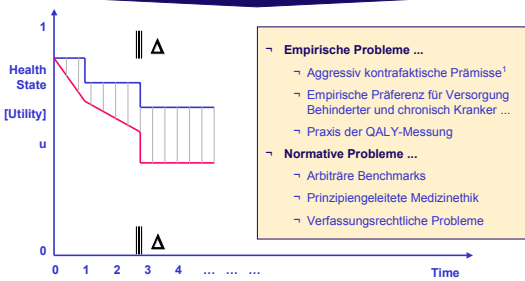 1
Δ
Health
State
[Utility]
u
0
Δ
0 1 2 3 4 ... ... ...
Time
¬ Empirische Probleme ...
¬ Aggressiv kontrafaktische Prämisse¹
¬ Empirische Präferenz für Versorgung
Behinderter und chronisch Kranker ...
¬ Praxis der QALY-Messung
¬ Normative Probleme ...
¬ Arbiträre Benchmarks
¬ Prinzipiengeleitete Medizinethik
¬ Verfassungsrechtliche Probleme